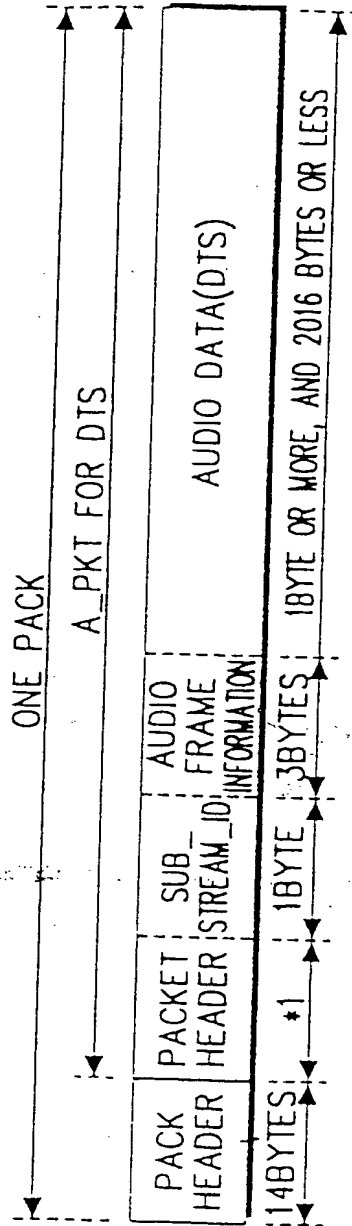 ONE PACK
A_PKT FOR DTS
PACK
HEADER
PACKET
HEADER
SUB_
STREAM_ID
AUDIO
FRAME
INFORMATION
AUDIO DATA(DTS)
14BYTES
*1
1BYTE
3BYTES
1BYTE OR MORE, AND 2016 BYTES OR LESS